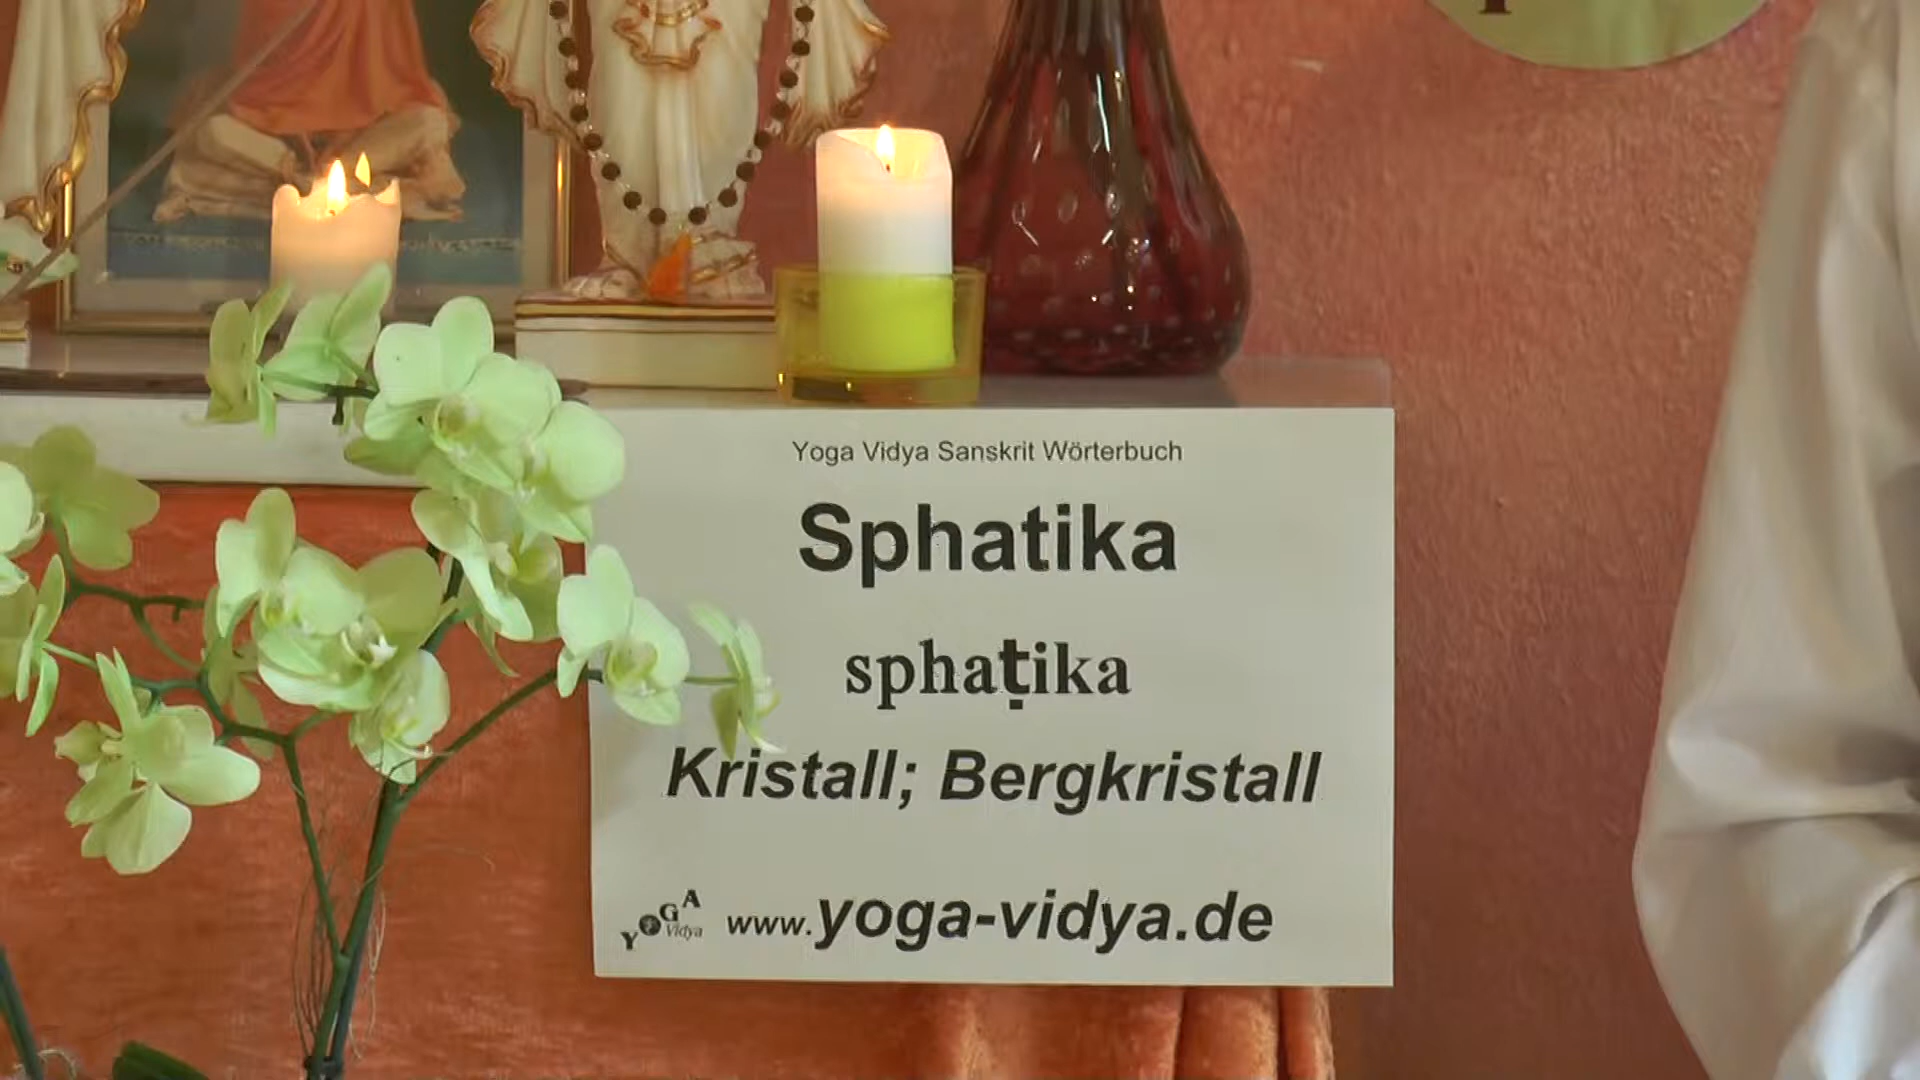 Yoga Vidya Sanskrit Wörterbuch
Sphatika
sphaṭika
Kristall; Bergkristall
YOGA Vidya www.yoga-vidya.de